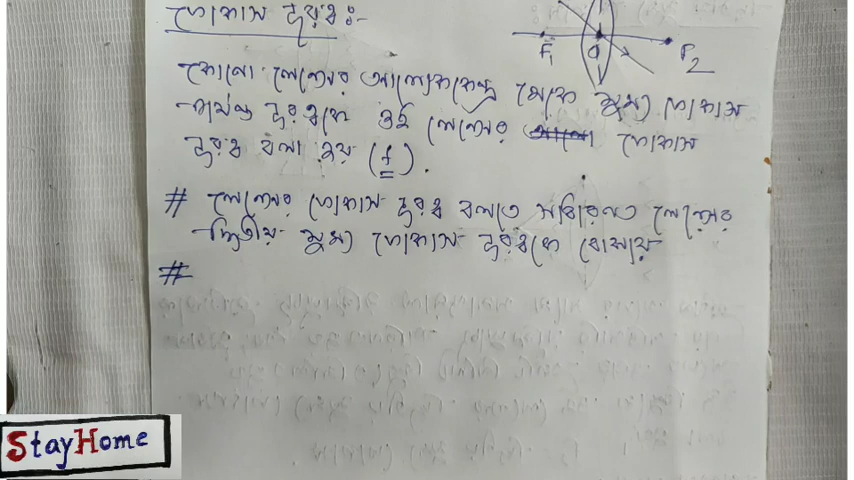 ফোকাস দূরত্ব:-
F₁ O F₂
কোনো লেন্সের আলোককেন্দ্র থেকে মুখ্য ফোকাস
পর্যন্ত দূরত্বকে ওই লেন্সের ফোকাস
দূরত্ব বলা হয় (f).
# লেন্সের ফোকাস দূরত্ব বলতে সাধারণত লেন্সের
দ্বিতীয় মুখ্য ফোকাস দূরত্বকে বোঝায়
#
StayHome